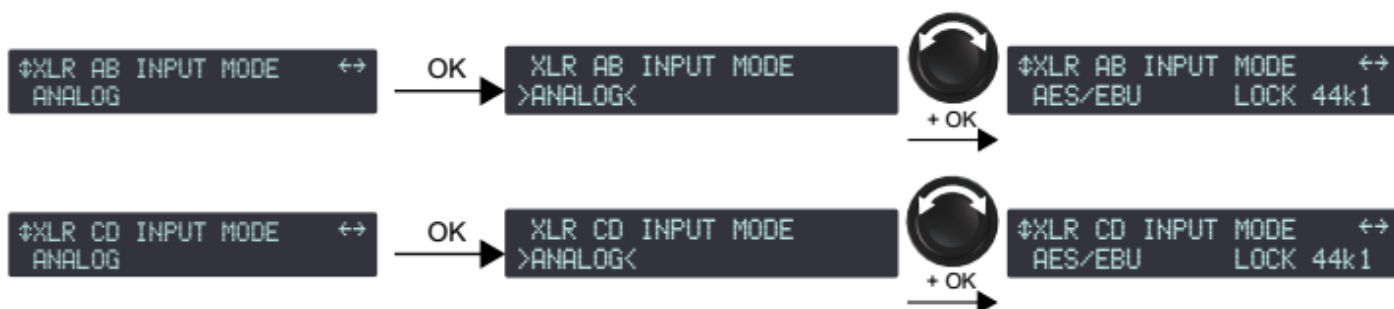 ↕XLR AB INPUT MODE ↔
ANALOG
OK
XLR AB INPUT MODE
>ANALOG<
+ OK
↕XLR AB INPUT MODE ↔
AES/EBU LOCK 44k1
↕XLR CD INPUT MODE ↔
ANALOG
OK
XLR CD INPUT MODE
>ANALOG<
+ OK
↕XLR CD INPUT MODE ↔
AES/EBU LOCK 44k1